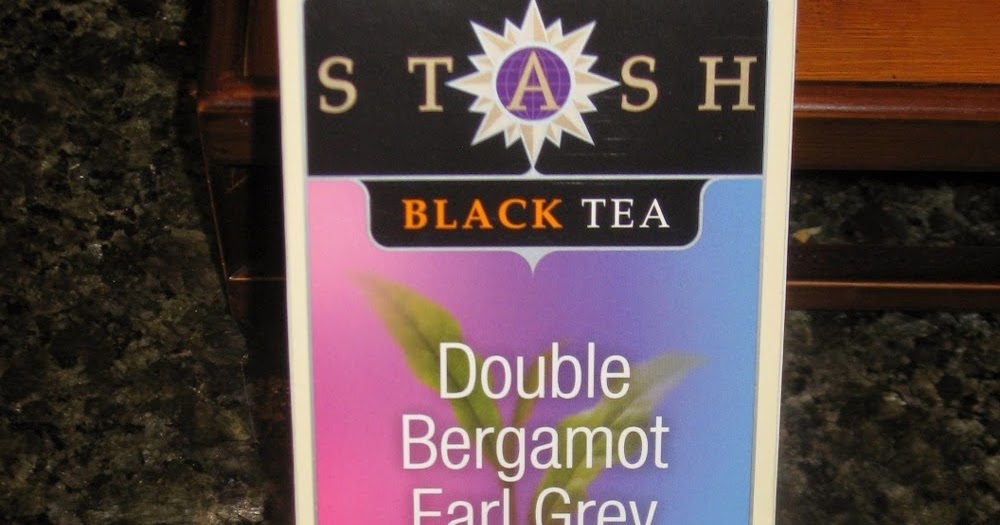 STASH
BLACK TEA
Double
Bergamot
Earl Grey